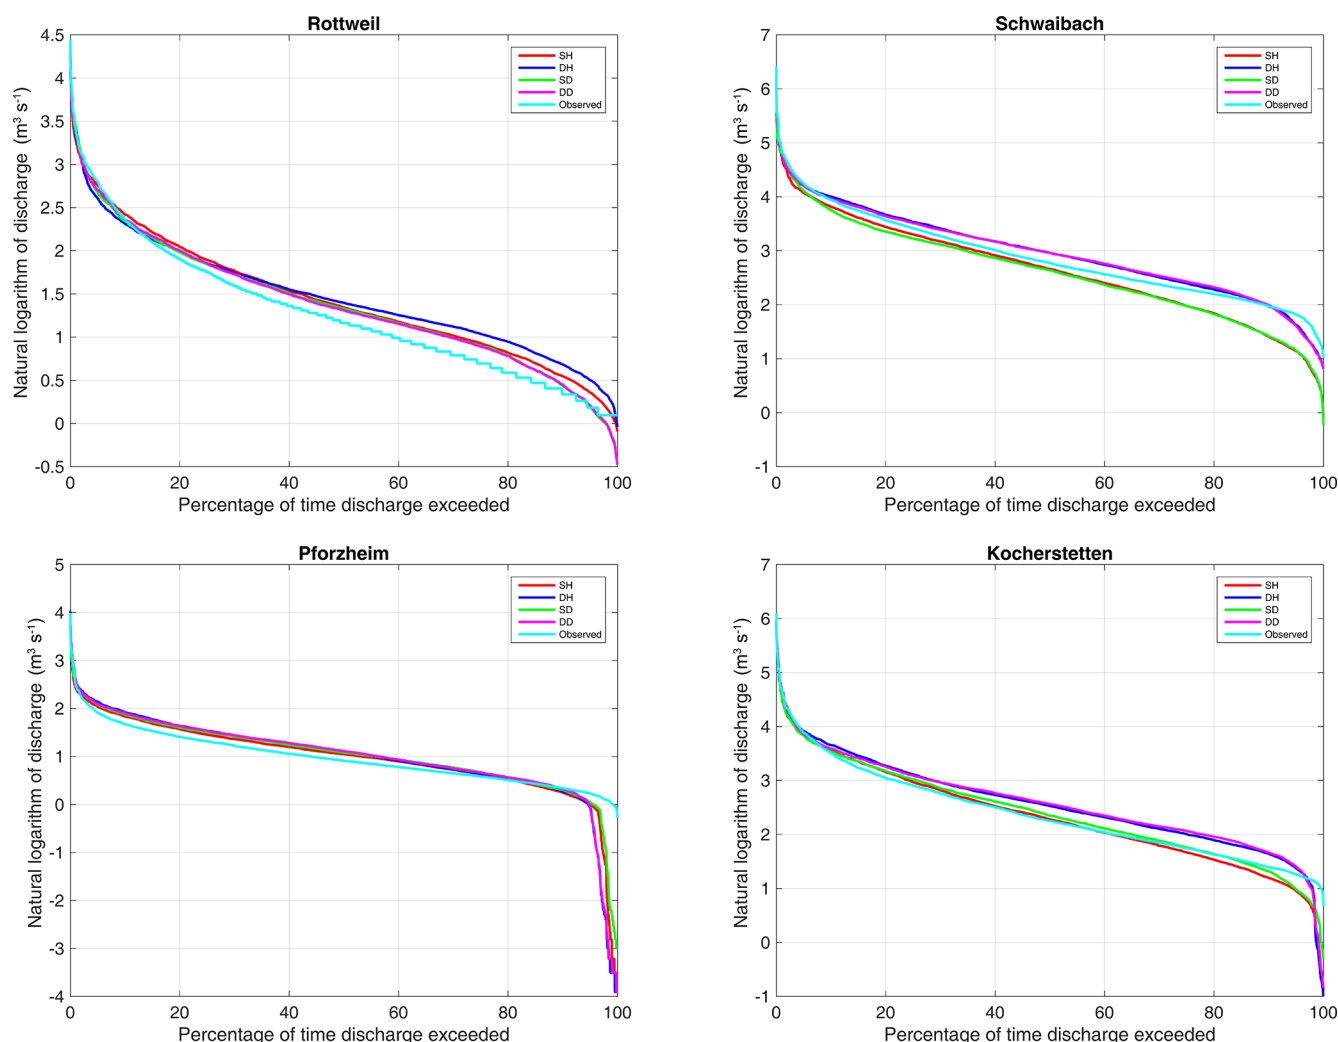 Rottweil
4.5
4
3.5
3
2.5
2
1.5
1
0.5
0
-0.5
Natural logarithm of discharge (m³ s⁻¹)
SH
DH
SD
DD
Observed
0 20 40 60 80 100
Percentage of time discharge exceeded
Schwaibach
7
6
5
4
3
2
1
0
-1
Natural logarithm of discharge (m³ s⁻¹)
SH
DH
SD
DD
Observed
0 20 40 60 80 100
Percentage of time discharge exceeded
Pforzheim
5
4
3
2
1
0
-1
-2
-3
-4
Natural logarithm of discharge (m³ s⁻¹)
SH
DH
SD
DD
Observed
0 20 40 60 80 100
Percentage of time discharge exceeded
Kocherstetten
7
6
5
4
3
2
1
0
-1
Natural logarithm of discharge (m³ s⁻¹)
SH
DH
SD
DD
Observed
0 20 40 60 80 100
Percentage of time discharge exceeded